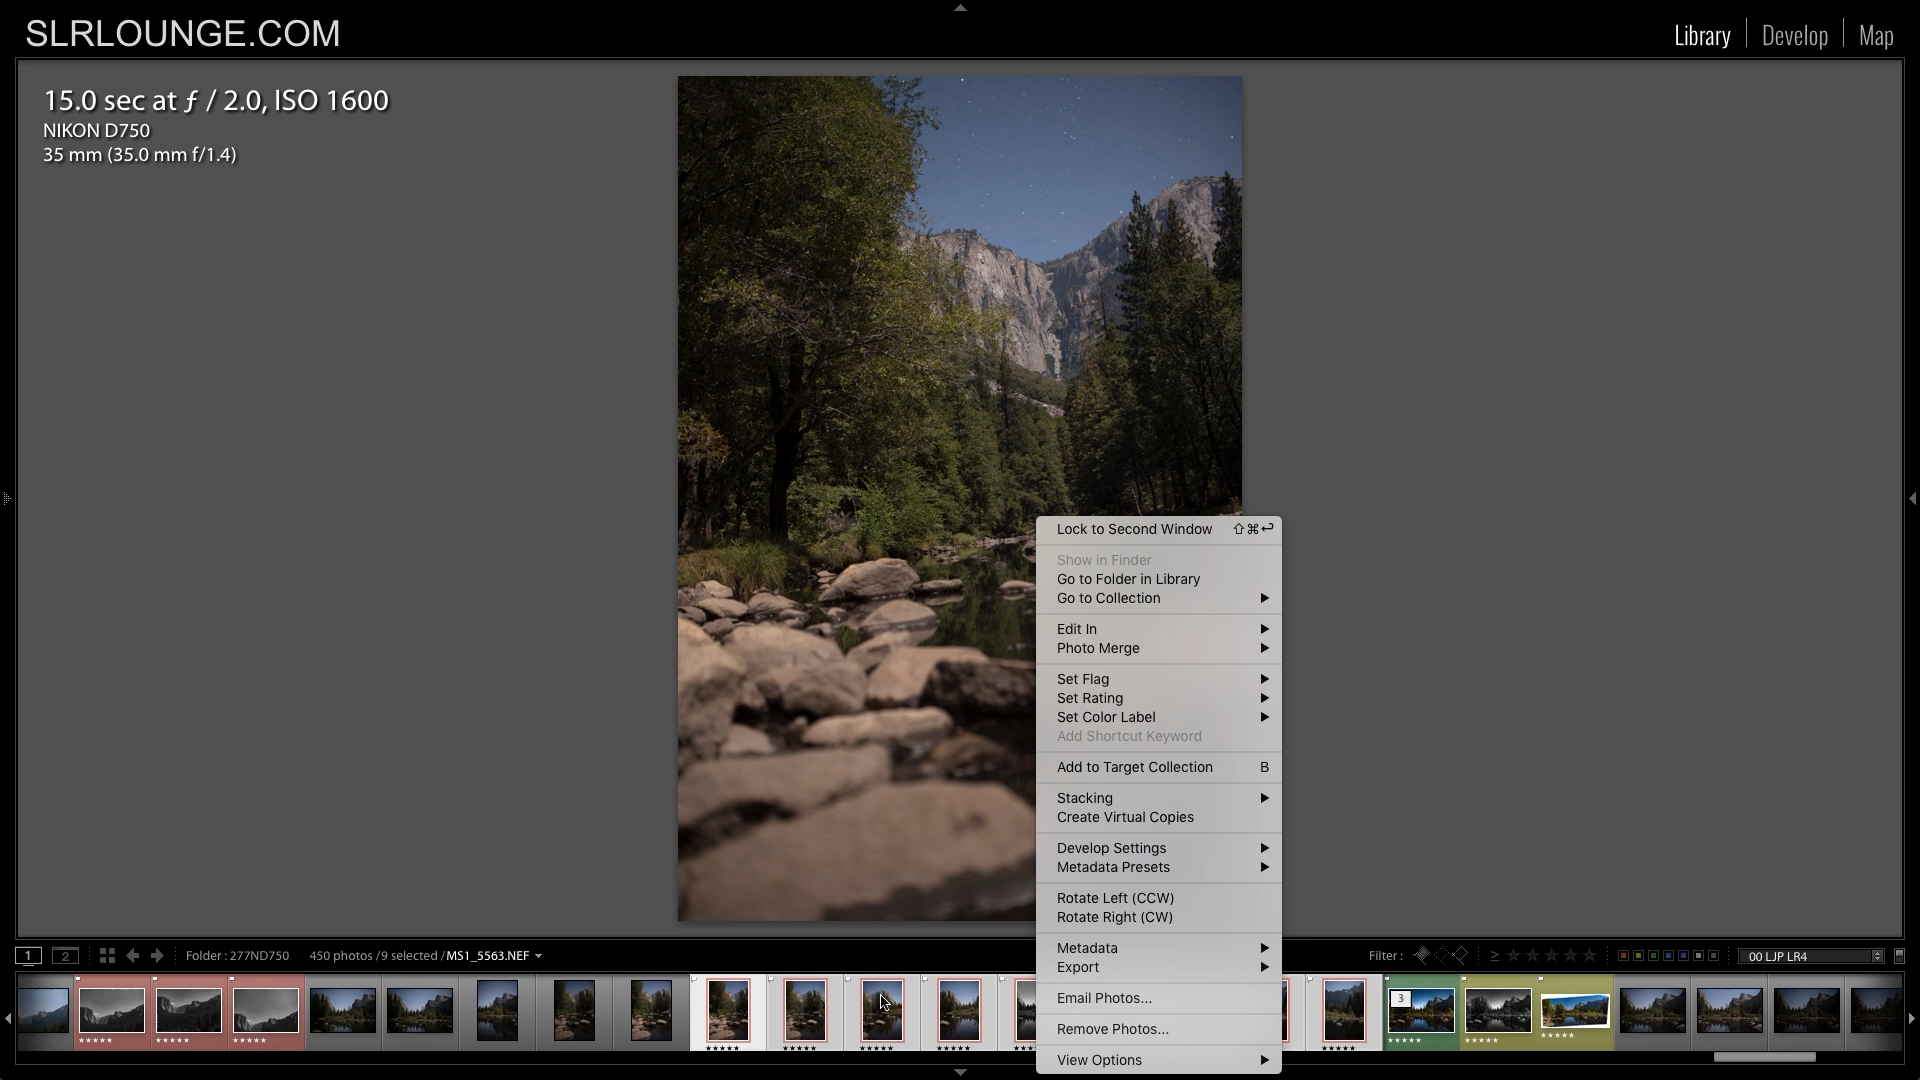 SLRLOUNGE.COM
Library | Develop | Map
15.0 sec at ƒ / 2.0, ISO 1600
NIKON D750
35 mm (35.0 mm f/1.4)
Lock to Second Window ⇧⌘↩
Show in Finder
Go to Folder in Library
Go to Collection
Edit In
Photo Merge
Set Flag
Set Rating
Set Color Label
Add Shortcut Keyword
Add to Target Collection B
Stacking
Create Virtual Copies
Develop Settings
Metadata Presets
Rotate Left (CCW)
Rotate Right (CW)
Metadata
Export
Email Photos...
Remove Photos...
View Options
1 2 Folder : 277ND750 450 photos / 9 selected / MS1_5563.NEF Filter : 00 LJP LR4
3